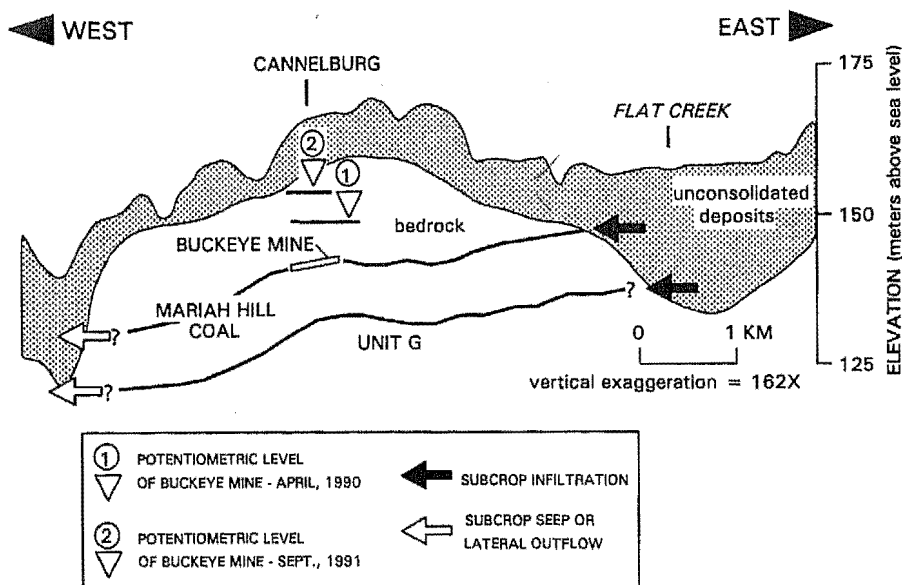 WEST
EAST
CANNELBURG
175
FLAT CREEK
2
1
unconsolidated
deposits
bedrock
150
BUCKEYE MINE
ELEVATION (meters above sea level)
?
?
MARIAH HILL
COAL
0 1 KM
UNIT G
125
?
vertical exaggeration = 162X
1 POTENTIOMETRIC LEVEL
OF BUCKEYE MINE - APRIL, 1990
SUBCROP INFILTRATION
2 POTENTIOMETRIC LEVEL
OF BUCKEYE MINE - SEPT., 1991
SUBCROP SEEP OR
LATERAL OUTFLOW